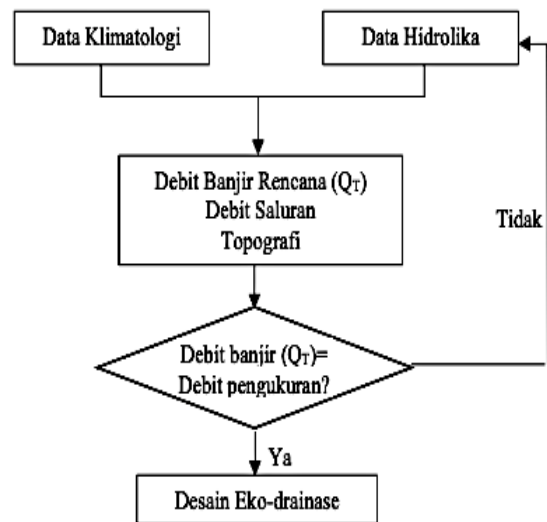 Data Klimatologi
Data Hidrolika
Debit Banjir Rencana (QT)
Debit Saluran
Topografi
Tidak
Debit banjir (QT)=
Debit pengukuran?
Ya
Desain Eko-drainase